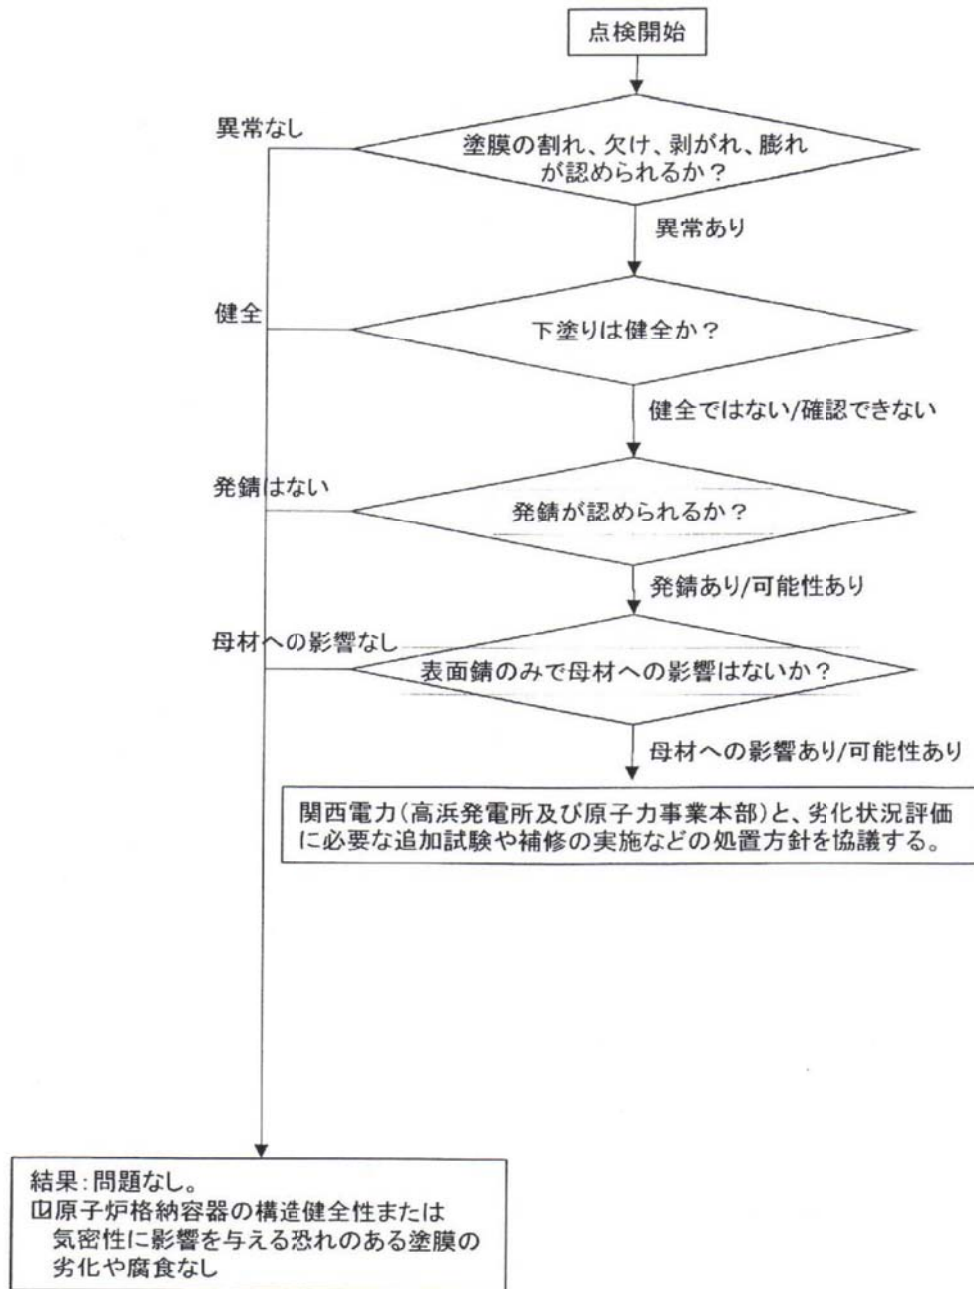 点検開始
異常なし
塗膜の割れ、欠け、剥がれ、膨れ
が認められるか？
異常あり
健全
下塗りは健全か？
健全ではない/確認できない
発錆はない
発錆が認められるか？
発錆あり/可能性あり
母材への影響なし
表面錆のみで母材への影響はないか？
母材への影響あり/可能性あり
関西電力（高浜発電所及び原子力事業本部）と、劣化状況評価
に必要な追加試験や補修の実施などの処置方針を協議する。
結果：問題なし。
原子炉格納容器の構造健全性または
気密性に影響を与える恐れのある塗膜の
劣化や腐食なし